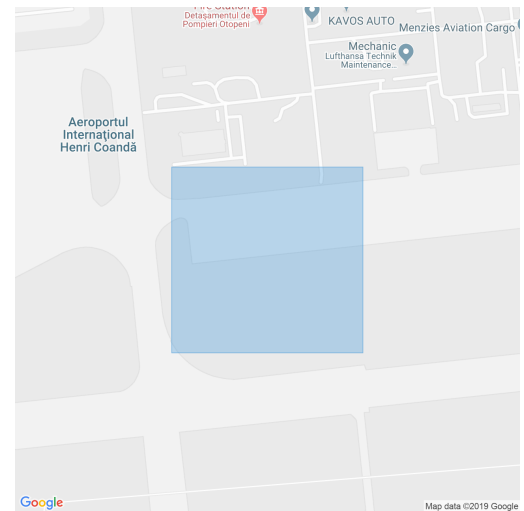 Fire Station
Detașamentul de
Pompieri Otopeni
KAVOS AUTO
Menzies Aviation Cargo
Mechanic
Lufthansa Technik
Maintenance...
Aeroportul
Internaţional
Henri Coandă
Google
Map data ©2019 Google